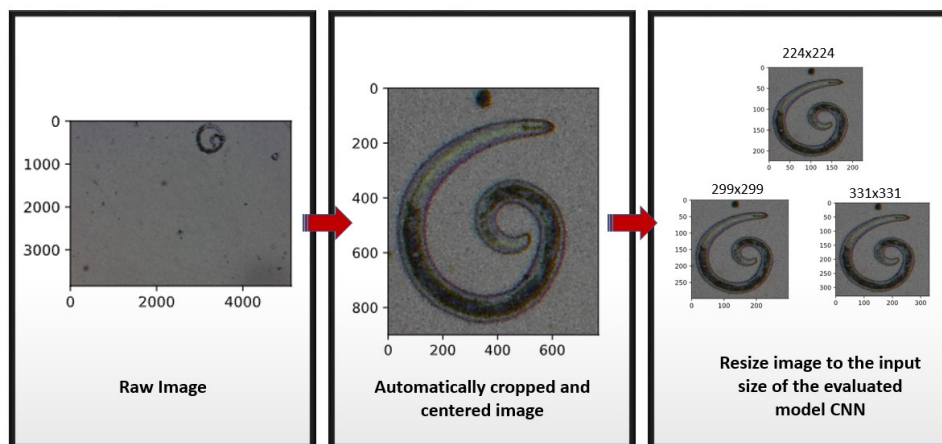 0
1000
2000
3000
0 2000 4000
Raw Image
0
200
400
600
800
0 200 400 600
Automatically cropped and
centered image
224x224
0
50
100
150
200
0 50 100 150 200
299x299
0
50
100
150
200
250
0 100 200
331x331
0
50
100
150
200
250
300
0 100 200 300
Resize image to the input
size of the evaluated
model CNN